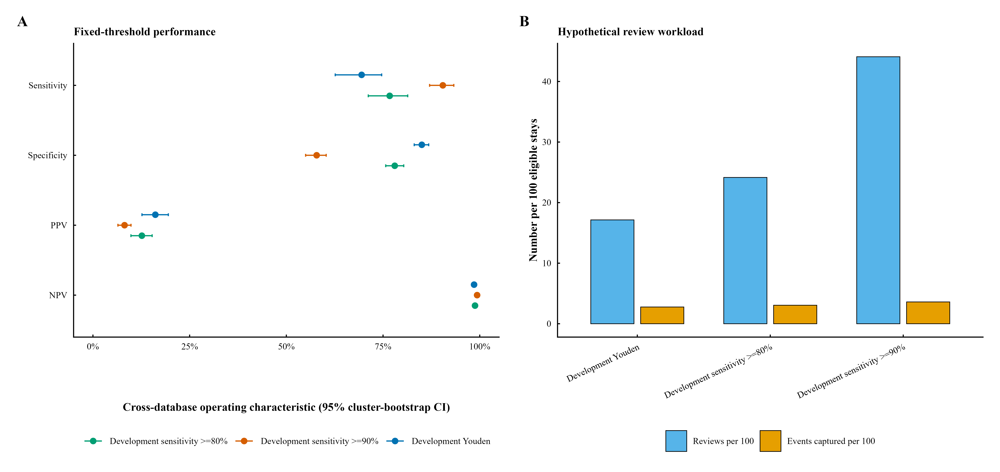 A
Fixed-threshold performance
Sensitivity
Specificity
PPV
NPV
0% 25% 50% 75% 100%
Cross-database operating characteristic (95% cluster-bootstrap CI)
Development sensitivity >=80% Development sensitivity >=90% Development Youden
B
Hypothetical review workload
Number per 100 eligible stays
40
30
20
10
0
Development Youden
Development sensitivity >=80%
Development sensitivity >=90%
Reviews per 100 Events captured per 100